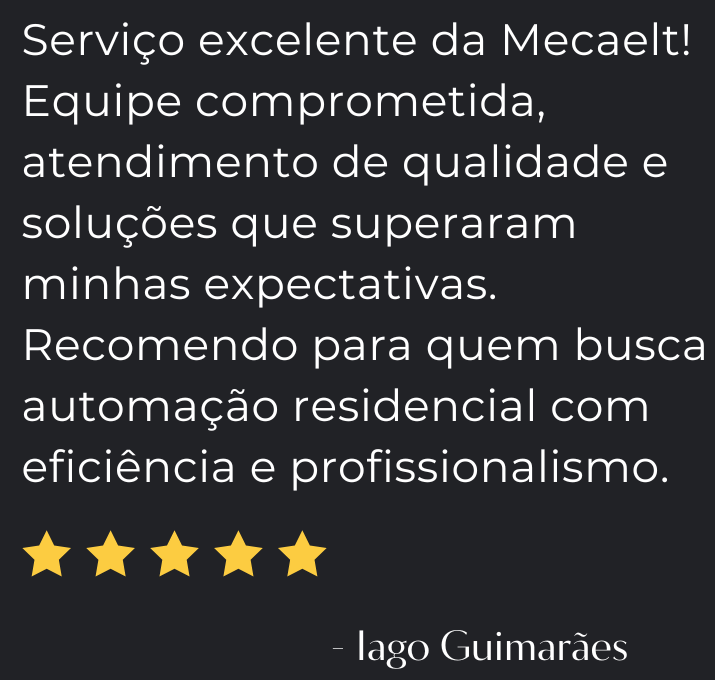 Serviço excelente da Mecaelt!
Equipe comprometida,
atendimento de qualidade e
soluções que superaram
minhas expectativas.
Recomendo para quem busca
automação residencial com
eficiência e profissionalismo.
- Iago Guimarães